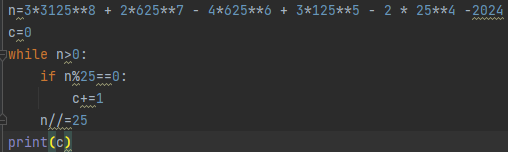 n=3*3125**8 + 2*625**7 - 4*625**6 + 3*125**5 - 2 * 25**4 -2024
c=0
while n>0:
    if n%25==0:
        c+=1
    n//=25
print(c)